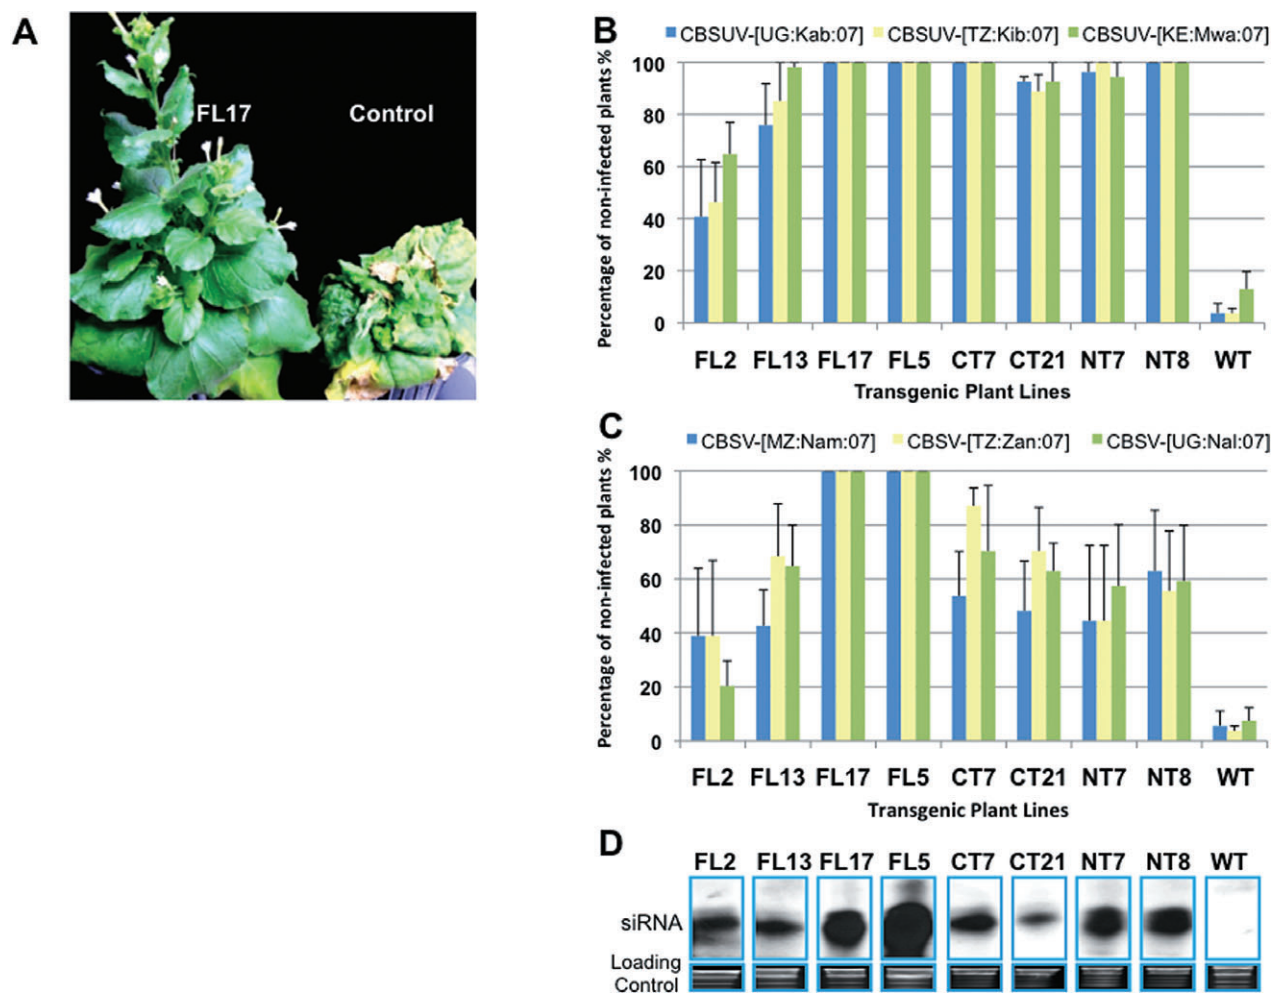 A
FL17
Control
B
CBSUV-[UG:Kab:07] CBSUV-[TZ:Kib:07] CBSUV-[KE:Mwa:07]
Percentage of non-infected plants %
100
80
60
40
20
0
FL2 FL13 FL17 FL5 CT7 CT21 NT7 NT8 WT
Transgenic Plant Lines
C
CBSV-[MZ:Nam:07] CBSV-[TZ:Zan:07] CBSV-[UG:Nal:07]
Percentage of non-infected plants %
100
80
60
40
20
0
FL2 FL13 FL17 FL5 CT7 CT21 NT7 NT8 WT
Transgenic Plant Lines
D
FL2 FL13 FL17 FL5 CT7 CT21 NT7 NT8 WT
siRNA
Loading
Control